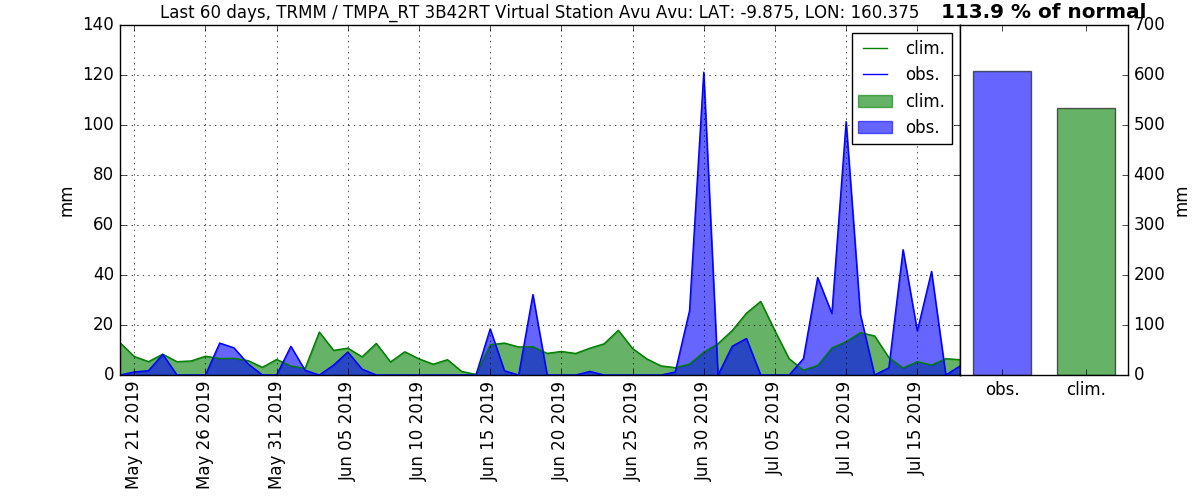 Last 60 days, TRMM / TMPA_RT 3B42RT Virtual Station Avu Avu: LAT: -9.875, LON: 160.375
113.9 % of normal
140
120
100
80
60
40
20
0
mm
clim.
obs.
clim.
obs.
700
600
500
400
300
200
100
0
mm
May 21 2019
May 26 2019
May 31 2019
Jun 05 2019
Jun 10 2019
Jun 15 2019
Jun 20 2019
Jun 25 2019
Jun 30 2019
Jul 05 2019
Jul 10 2019
Jul 15 2019
obs.
clim.